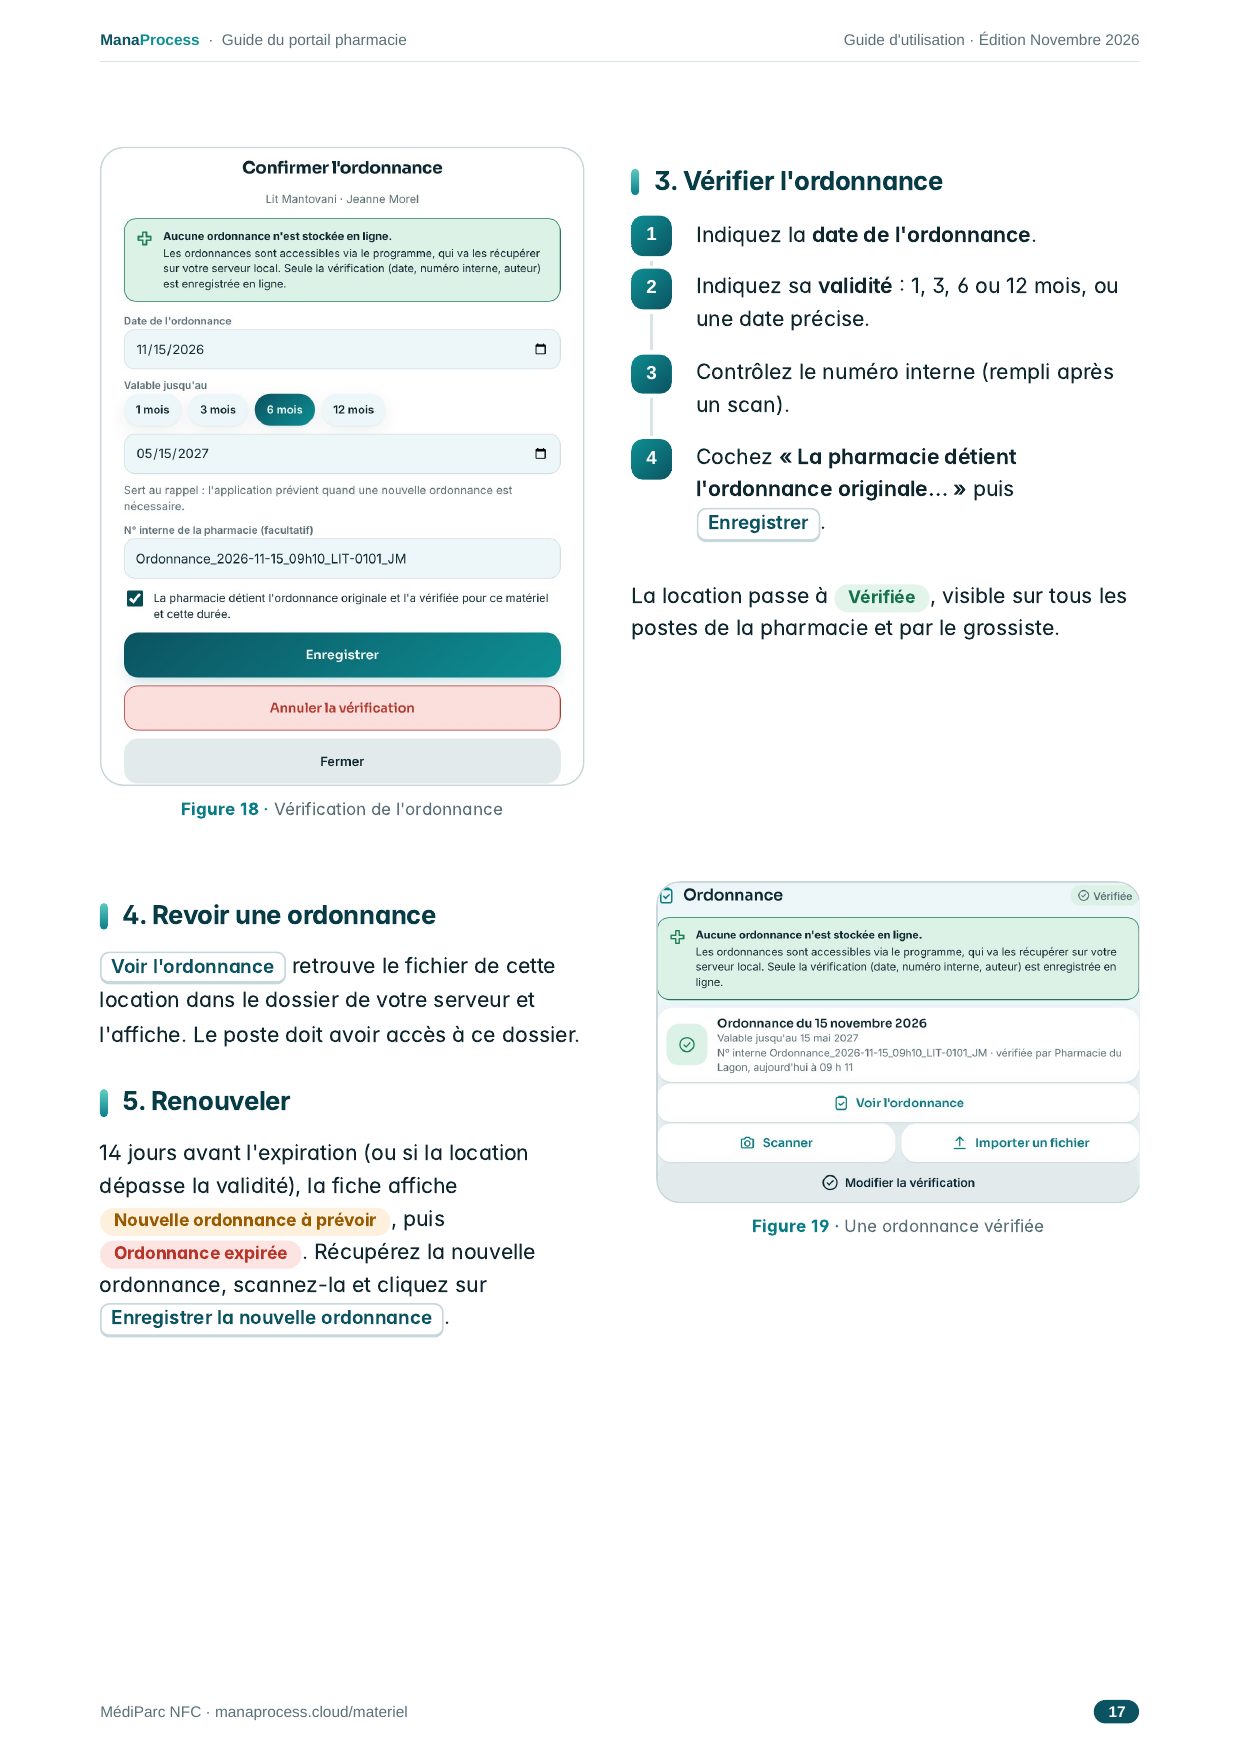 ManaProcess · Guide du portail pharmacie
Guide d'utilisation · Édition Novembre 2026
Confirmer l'ordonnance
Lit Mantovani · Jeanne Morel
Aucune ordonnance n'est stockée en ligne.
Les ordonnances sont accessibles via le programme, qui va les récupérer
sur votre serveur local. Seule la vérification (date, numéro interne, auteur)
est enregistrée en ligne.
Date de l'ordonnance
11/15/2026
Valable jusqu'au
1 mois 3 mois 6 mois 12 mois
05/15/2027
Sert au rappel : l'application prévient quand une nouvelle ordonnance est
nécessaire.
N° interne de la pharmacie (facultatif)
Ordonnance_2026-11-15_09h10_LIT-0101_JM
La pharmacie détient l'ordonnance originale et l'a vérifiée pour ce matériel
et cette durée.
Enregistrer
Annuler la vérification
Fermer
Figure 18 · Vérification de l'ordonnance
3. Vérifier l'ordonnance
1 Indiquez la date de l'ordonnance.
2 Indiquez sa validité : 1, 3, 6 ou 12 mois, ou
une date précise.
3 Contrôlez le numéro interne (rempli après
un scan).
4 Cochez « La pharmacie détient
l'ordonnance originale... » puis
Enregistrer .
La location passe à Vérifiée , visible sur tous les
postes de la pharmacie et par le grossiste.
4. Revoir une ordonnance
Voir l'ordonnance retrouve le fichier de cette
location dans le dossier de votre serveur et
l'affiche. Le poste doit avoir accès à ce dossier.
5. Renouveler
14 jours avant l'expiration (ou si la location
dépasse la validité), la fiche affiche
Nouvelle ordonnance à prévoir , puis
Ordonnance expirée . Récupérez la nouvelle
ordonnance, scannez-la et cliquez sur
Enregistrer la nouvelle ordonnance .
Ordonnance Vérifiée
Aucune ordonnance n'est stockée en ligne.
Les ordonnances sont accessibles via le programme, qui va les récupérer sur votre
serveur local. Seule la vérification (date, numéro interne, auteur) est enregistrée en
ligne.
Ordonnance du 15 novembre 2026
Valable jusqu'au 15 mai 2027
N° interne Ordonnance_2026-11-15_09h10_LIT-0101_JM · vérifiée par Pharmacie du
Lagon, aujourd'hui à 09 h 11
Voir l'ordonnance
Scanner Importer un fichier
Modifier la vérification
Figure 19 · Une ordonnance vérifiée
MédiParc NFC · manaprocess.cloud/materiel
17